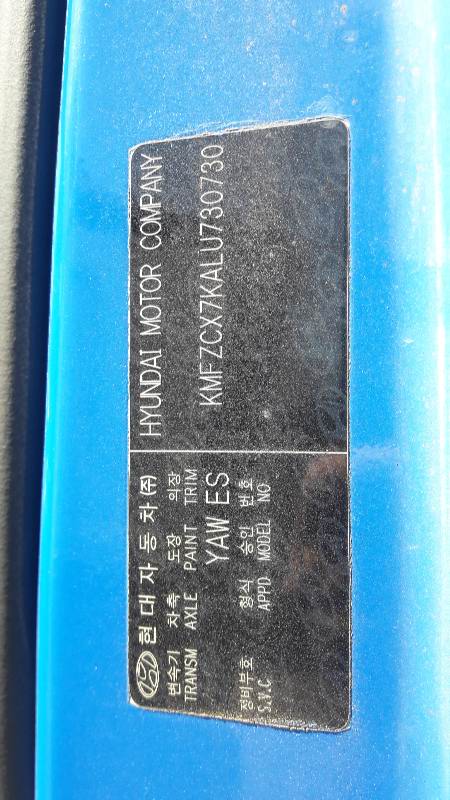 현대자동차(주) HYUNDAI MOTOR COMPANY
변속기 차축 도장 의장
TRANSM AXLE PAINT TRIM
YAW ES KMFZCX7KALU730730
정비부호 형식 승인 번호
S.V.C APPD MODEL NO